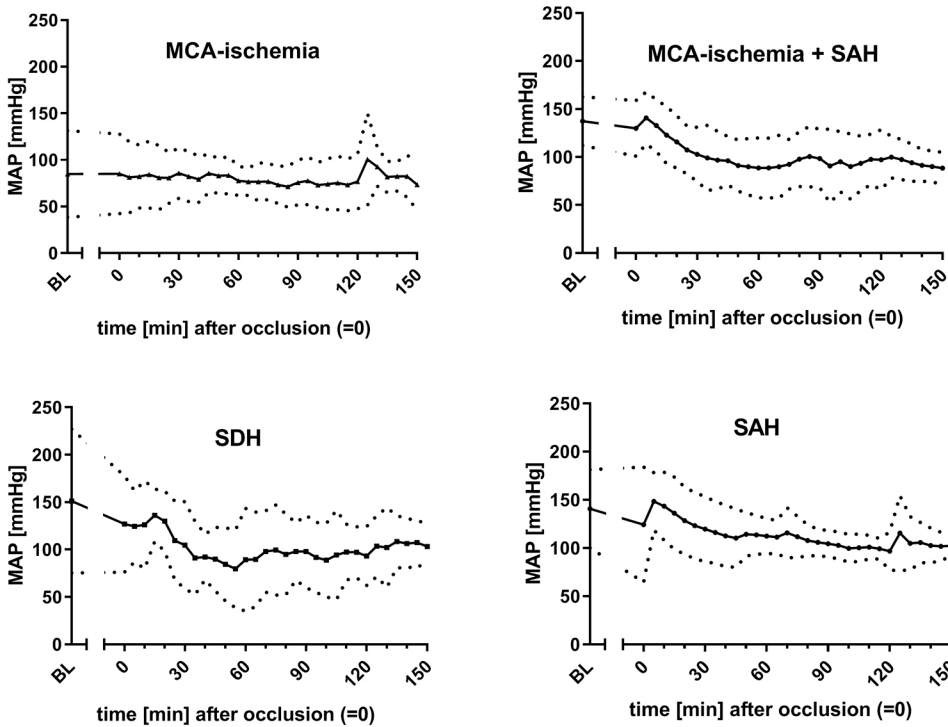 MCA-ischemia
MAP [mmHg]
250
200
150
100
50
0
BL 0 30 60 90 120 150
time [min] after occlusion (=0)
MCA-ischemia + SAH
MAP [mmHg]
250
200
150
100
50
0
BL 0 30 60 90 120 150
time [min] after occlusion (=0)
SDH
MAP [mmHg]
250
200
150
100
50
0
BL 0 30 60 90 120 150
time [min] after occlusion (=0)
SAH
MAP [mmHg]
250
200
150
100
50
0
BL 0 30 60 90 120 150
time [min] after occlusion (=0)